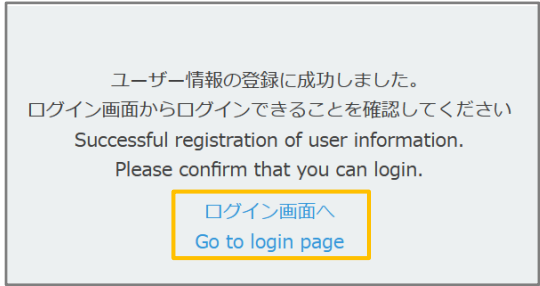 ユーザー情報の登録に成功しました。
ログイン画面からログインできることを確認してください
Successful registration of user information.
Please confirm that you can login.
ログイン画面へ
Go to login page